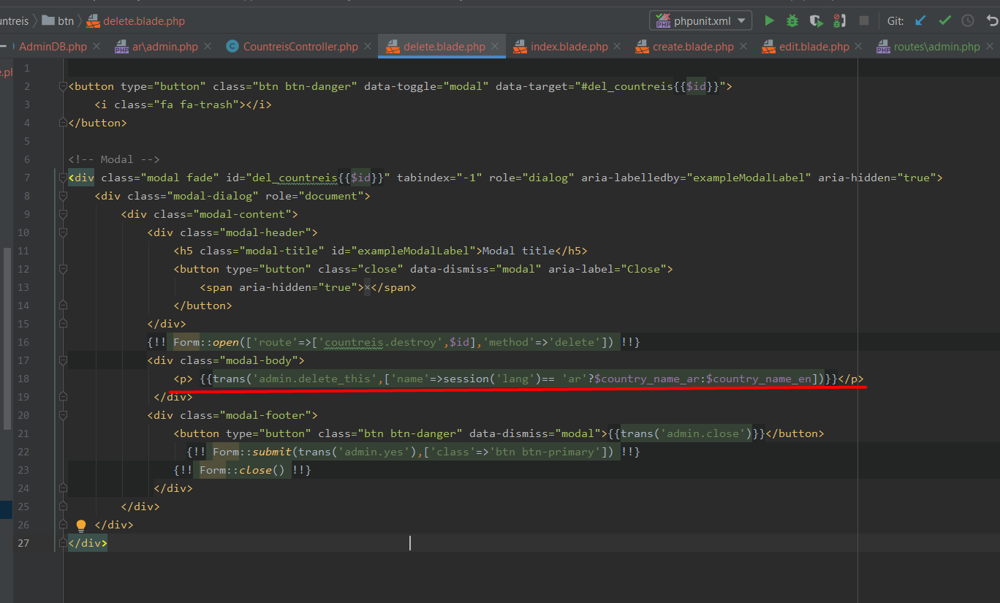 untreis btn delete.blade.php phpunit.xml Git:
AdminDB.php ar\admin.php CountreisController.php delete.blade.php index.blade.php create.blade.php edit.blade.php routes\admin.php
1
2 <button type="button" class="btn btn-danger" data-toggle="modal" data-target="#del_countreis{{$id}}">
3 <i class="fa fa-trash"></i>
4 </button>
5
6 <!-- Modal -->
7 <div class="modal fade" id="del_countreis{{$id}}" tabindex="-1" role="dialog" aria-labelledby="exampleModalLabel" aria-hidden="true">
8 <div class="modal-dialog" role="document">
9 <div class="modal-content">
10 <div class="modal-header">
11 <h5 class="modal-title" id="exampleModalLabel">Modal title</h5>
12 <button type="button" class="close" data-dismiss="modal" aria-label="Close">
13 <span aria-hidden="true">×</span>
14 </button>
15 </div>
16 {!! Form::open(['route'=>['countreis.destroy',$id],'method'=>'delete']) !!}
17 <div class="modal-body">
18 <p> {{trans('admin.delete_this',['name'=>session('lang')== 'ar'?$country_name_ar:$country_name_en])}}</p>
19 </div>
20 <div class="modal-footer">
21 <button type="button" class="btn btn-danger" data-dismiss="modal">{{trans('admin.close')}}</button>
22 {!! Form::submit(trans('admin.yes'),['class'=>'btn btn-primary']) !!}
23 {!! Form::close() !!}
24 </div>
25 </div>
26 </div>
27 </div>